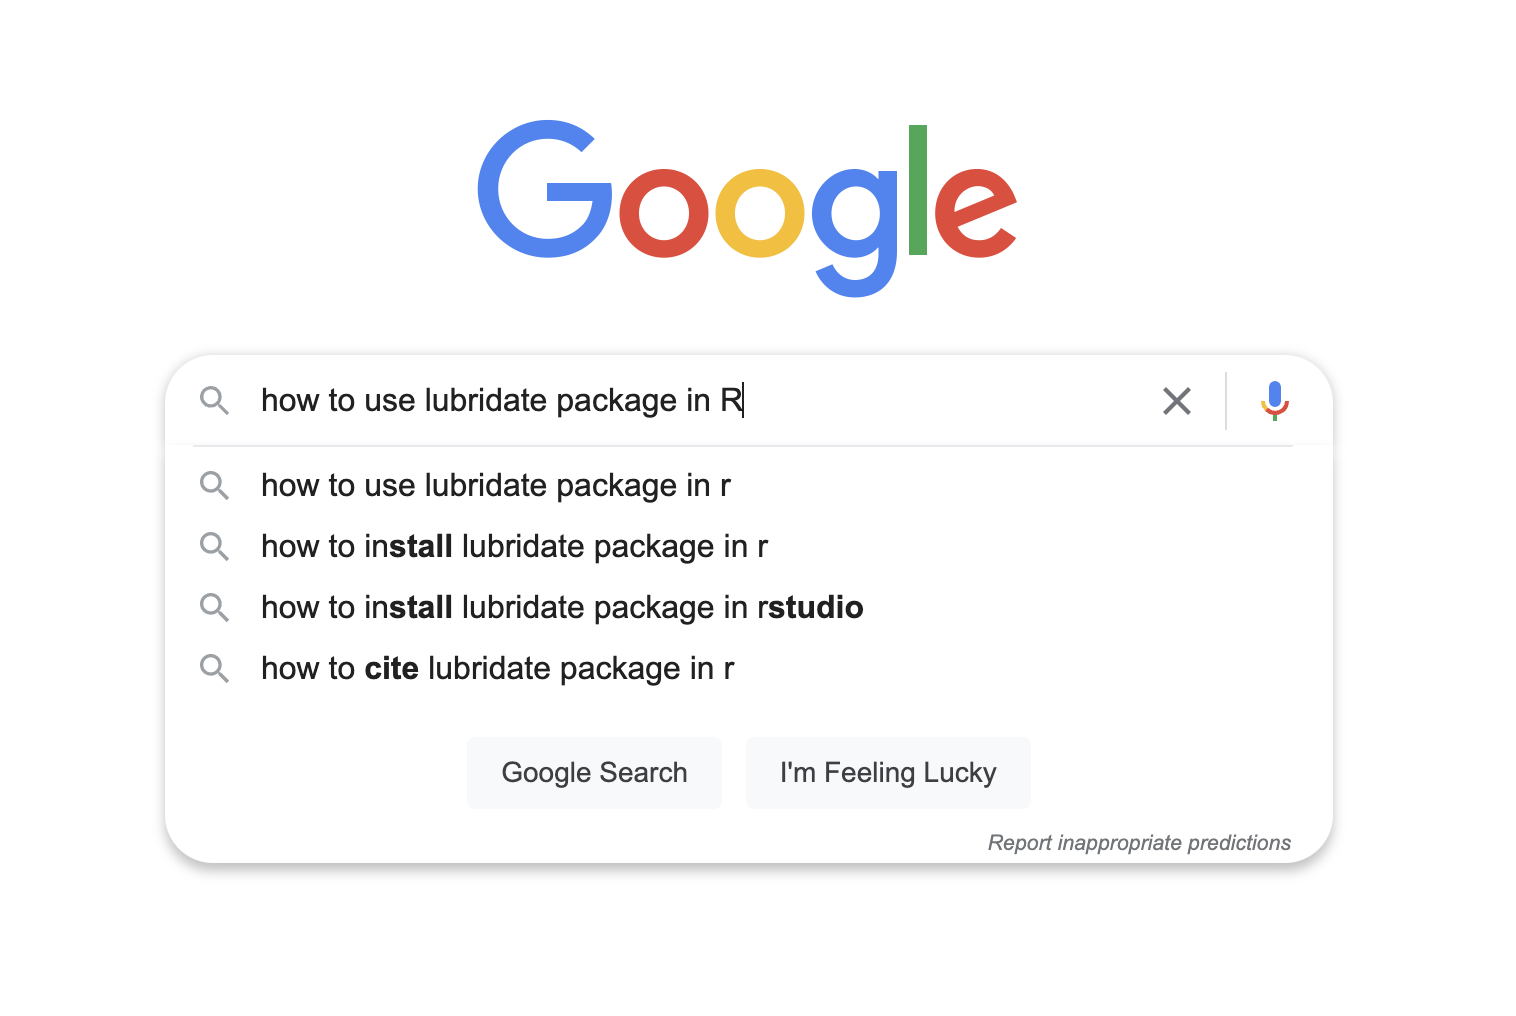 Google
how to use lubridate package in R
how to use lubridate package in r
how to install lubridate package in r
how to install lubridate package in rstudio
how to cite lubridate package in r
Google Search
I'm Feeling Lucky
Report inappropriate predictions